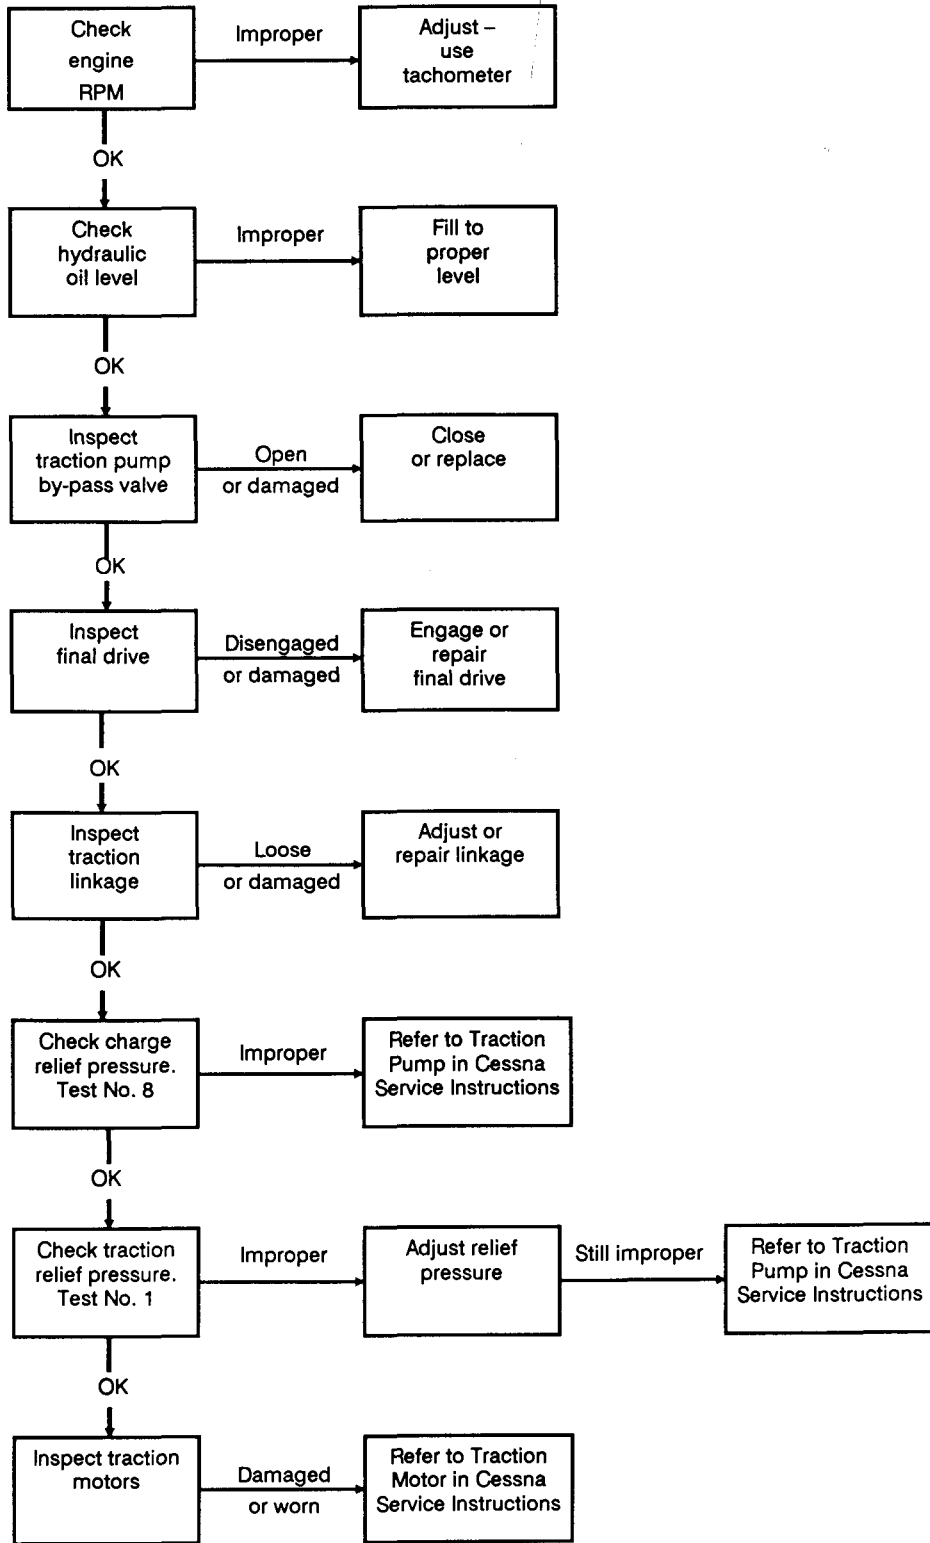 Check
engine
RPM
Improper
Adjust –
use
tachometer
OK
Check
hydraulic
oil level
Improper
Fill to
proper
level
OK
Inspect
traction pump
by-pass valve
Open
or damaged
Close
or replace
OK
Inspect
final drive
Disengaged
or damaged
Engage or
repair
final drive
OK
Inspect
traction
linkage
Loose
or damaged
Adjust or
repair linkage
OK
Check charge
relief pressure.
Test No. 8
Improper
Refer to Traction
Pump in Cessna
Service Instructions
OK
Check traction
relief pressure.
Test No. 1
Improper
Adjust relief
pressure
Still improper
Refer to Traction
Pump in Cessna
Service Instructions
OK
Inspect traction
motors
Damaged
or worn
Refer to Traction
Motor in Cessna
Service Instructions